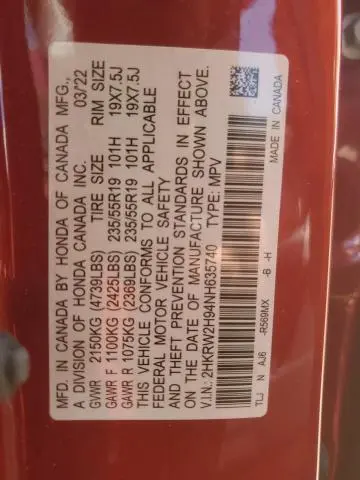 MFD. IN CANADA BY HONDA OF CANADA MFG.,
A DIVISION OF HONDA CANADA INC. 03/22
GVWR 2150KG (4739LBS) TIRE SIZE RIM SIZE
GAWR F 1100KG (2425LBS) 235/55R19 101H 19X7.5J
GAWR R 1075KG (2369LBS) 235/55R19 101H 19X7.5J
THIS VEHICLE CONFORMS TO ALL APPLICABLE
FEDERAL MOTOR VEHICLE SAFETY
AND THEFT PREVENTION STANDARDS IN EFFECT
ON THE DATE OF MANUFACTURE SHOWN ABOVE.
V.I.N.: 2HKRW2H94NH635740 TYPE: MPV
TLJ N AJ6 -R569MX -B -H MADE IN CANADA